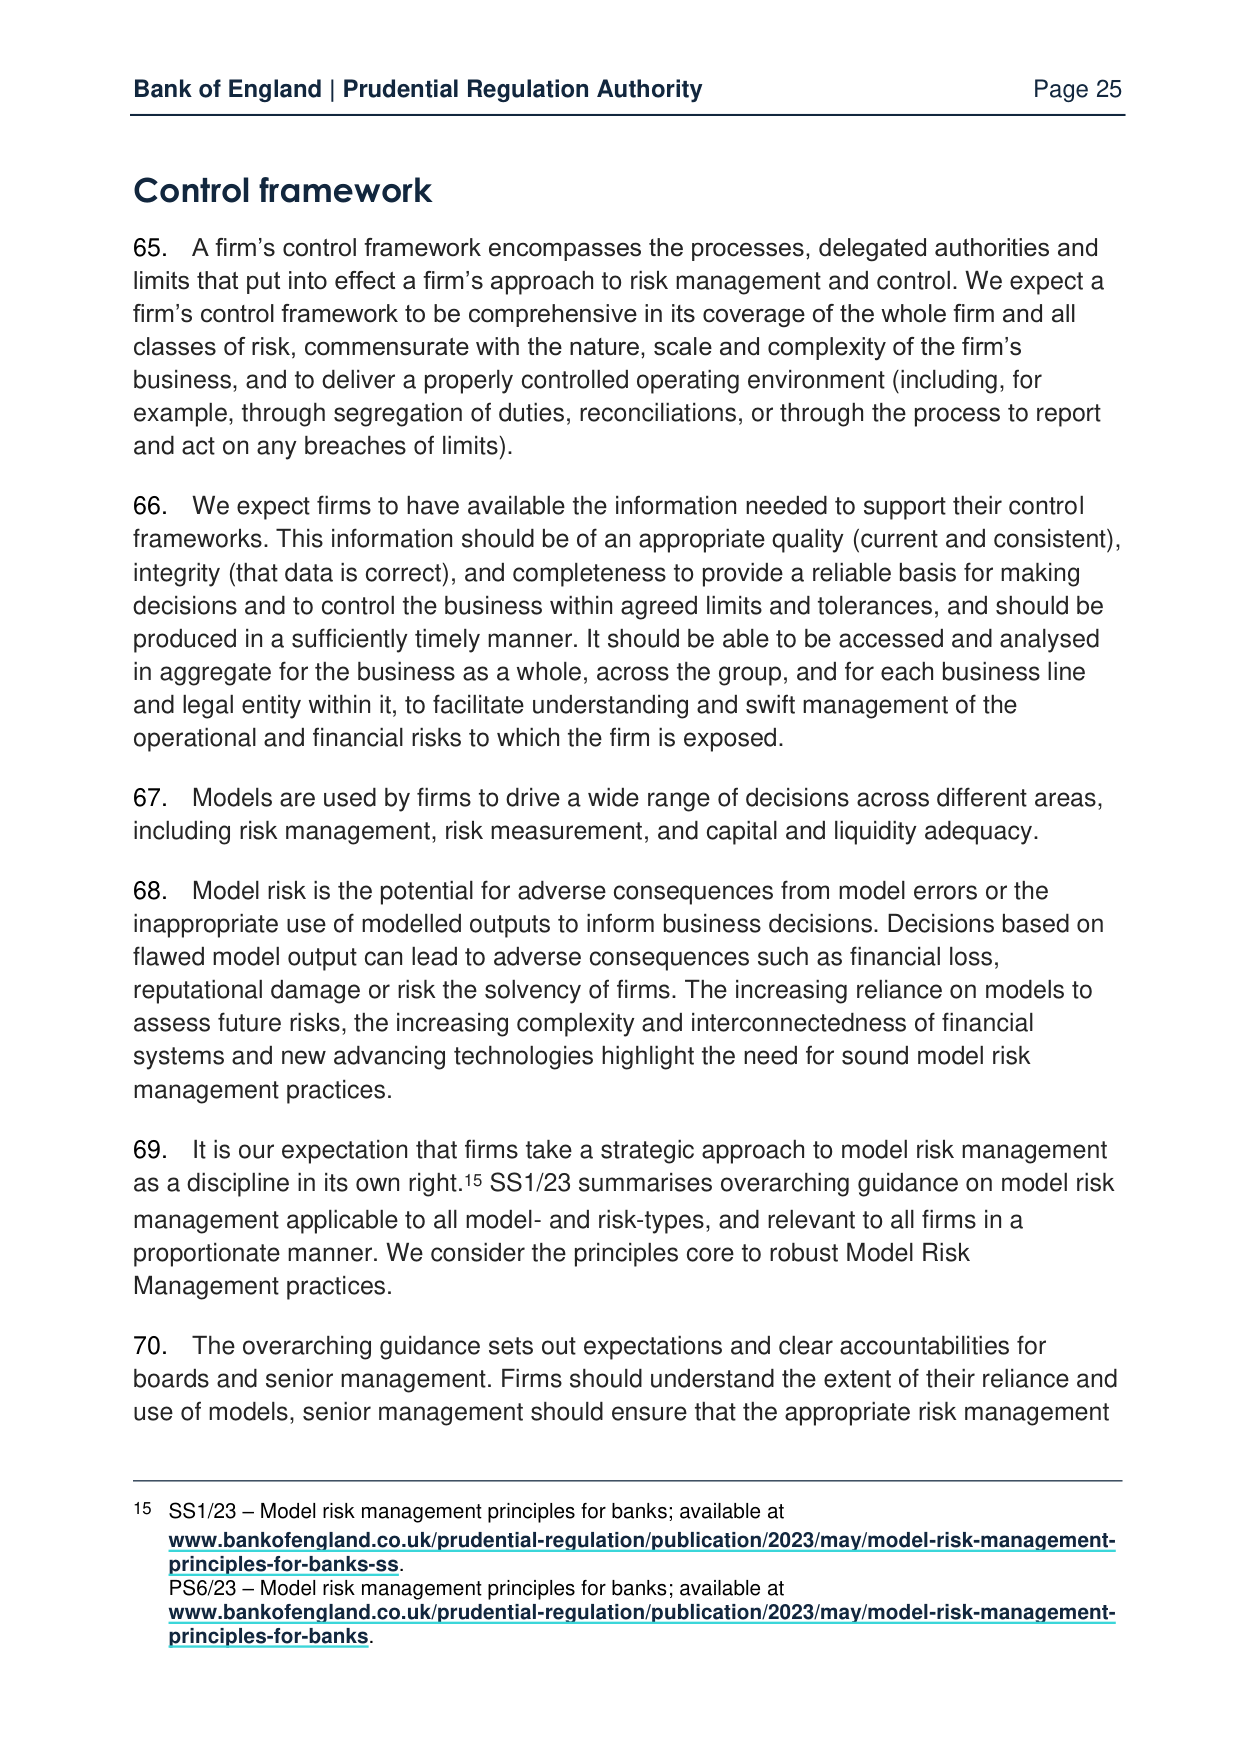 Bank of England | Prudential Regulation Authority Page 25
Control framework
65. A firm’s control framework encompasses the processes, delegated authorities and
limits that put into effect a firm’s approach to risk management and control. We expect a
firm’s control framework to be comprehensive in its coverage of the whole firm and all
classes of risk, commensurate with the nature, scale and complexity of the firm’s
business, and to deliver a properly controlled operating environment (including, for
example, through segregation of duties, reconciliations, or through the process to report
and act on any breaches of limits).
66. We expect firms to have available the information needed to support their control
frameworks. This information should be of an appropriate quality (current and consistent),
integrity (that data is correct), and completeness to provide a reliable basis for making
decisions and to control the business within agreed limits and tolerances, and should be
produced in a sufficiently timely manner. It should be able to be accessed and analysed
in aggregate for the business as a whole, across the group, and for each business line
and legal entity within it, to facilitate understanding and swift management of the
operational and financial risks to which the firm is exposed.
67. Models are used by firms to drive a wide range of decisions across different areas,
including risk management, risk measurement, and capital and liquidity adequacy.
68. Model risk is the potential for adverse consequences from model errors or the
inappropriate use of modelled outputs to inform business decisions. Decisions based on
flawed model output can lead to adverse consequences such as financial loss,
reputational damage or risk the solvency of firms. The increasing reliance on models to
assess future risks, the increasing complexity and interconnectedness of financial
systems and new advancing technologies highlight the need for sound model risk
management practices.
69. It is our expectation that firms take a strategic approach to model risk management
as a discipline in its own right.15 SS1/23 summarises overarching guidance on model risk
management applicable to all model- and risk-types, and relevant to all firms in a
proportionate manner. We consider the principles core to robust Model Risk
Management practices.
70. The overarching guidance sets out expectations and clear accountabilities for
boards and senior management. Firms should understand the extent of their reliance and
use of models, senior management should ensure that the appropriate risk management
15 SS1/23 – Model risk management principles for banks; available at
www.bankofengland.co.uk/prudential-regulation/publication/2023/may/model-risk-management-
principles-for-banks-ss.
PS6/23 – Model risk management principles for banks; available at
www.bankofengland.co.uk/prudential-regulation/publication/2023/may/model-risk-management-
principles-for-banks.